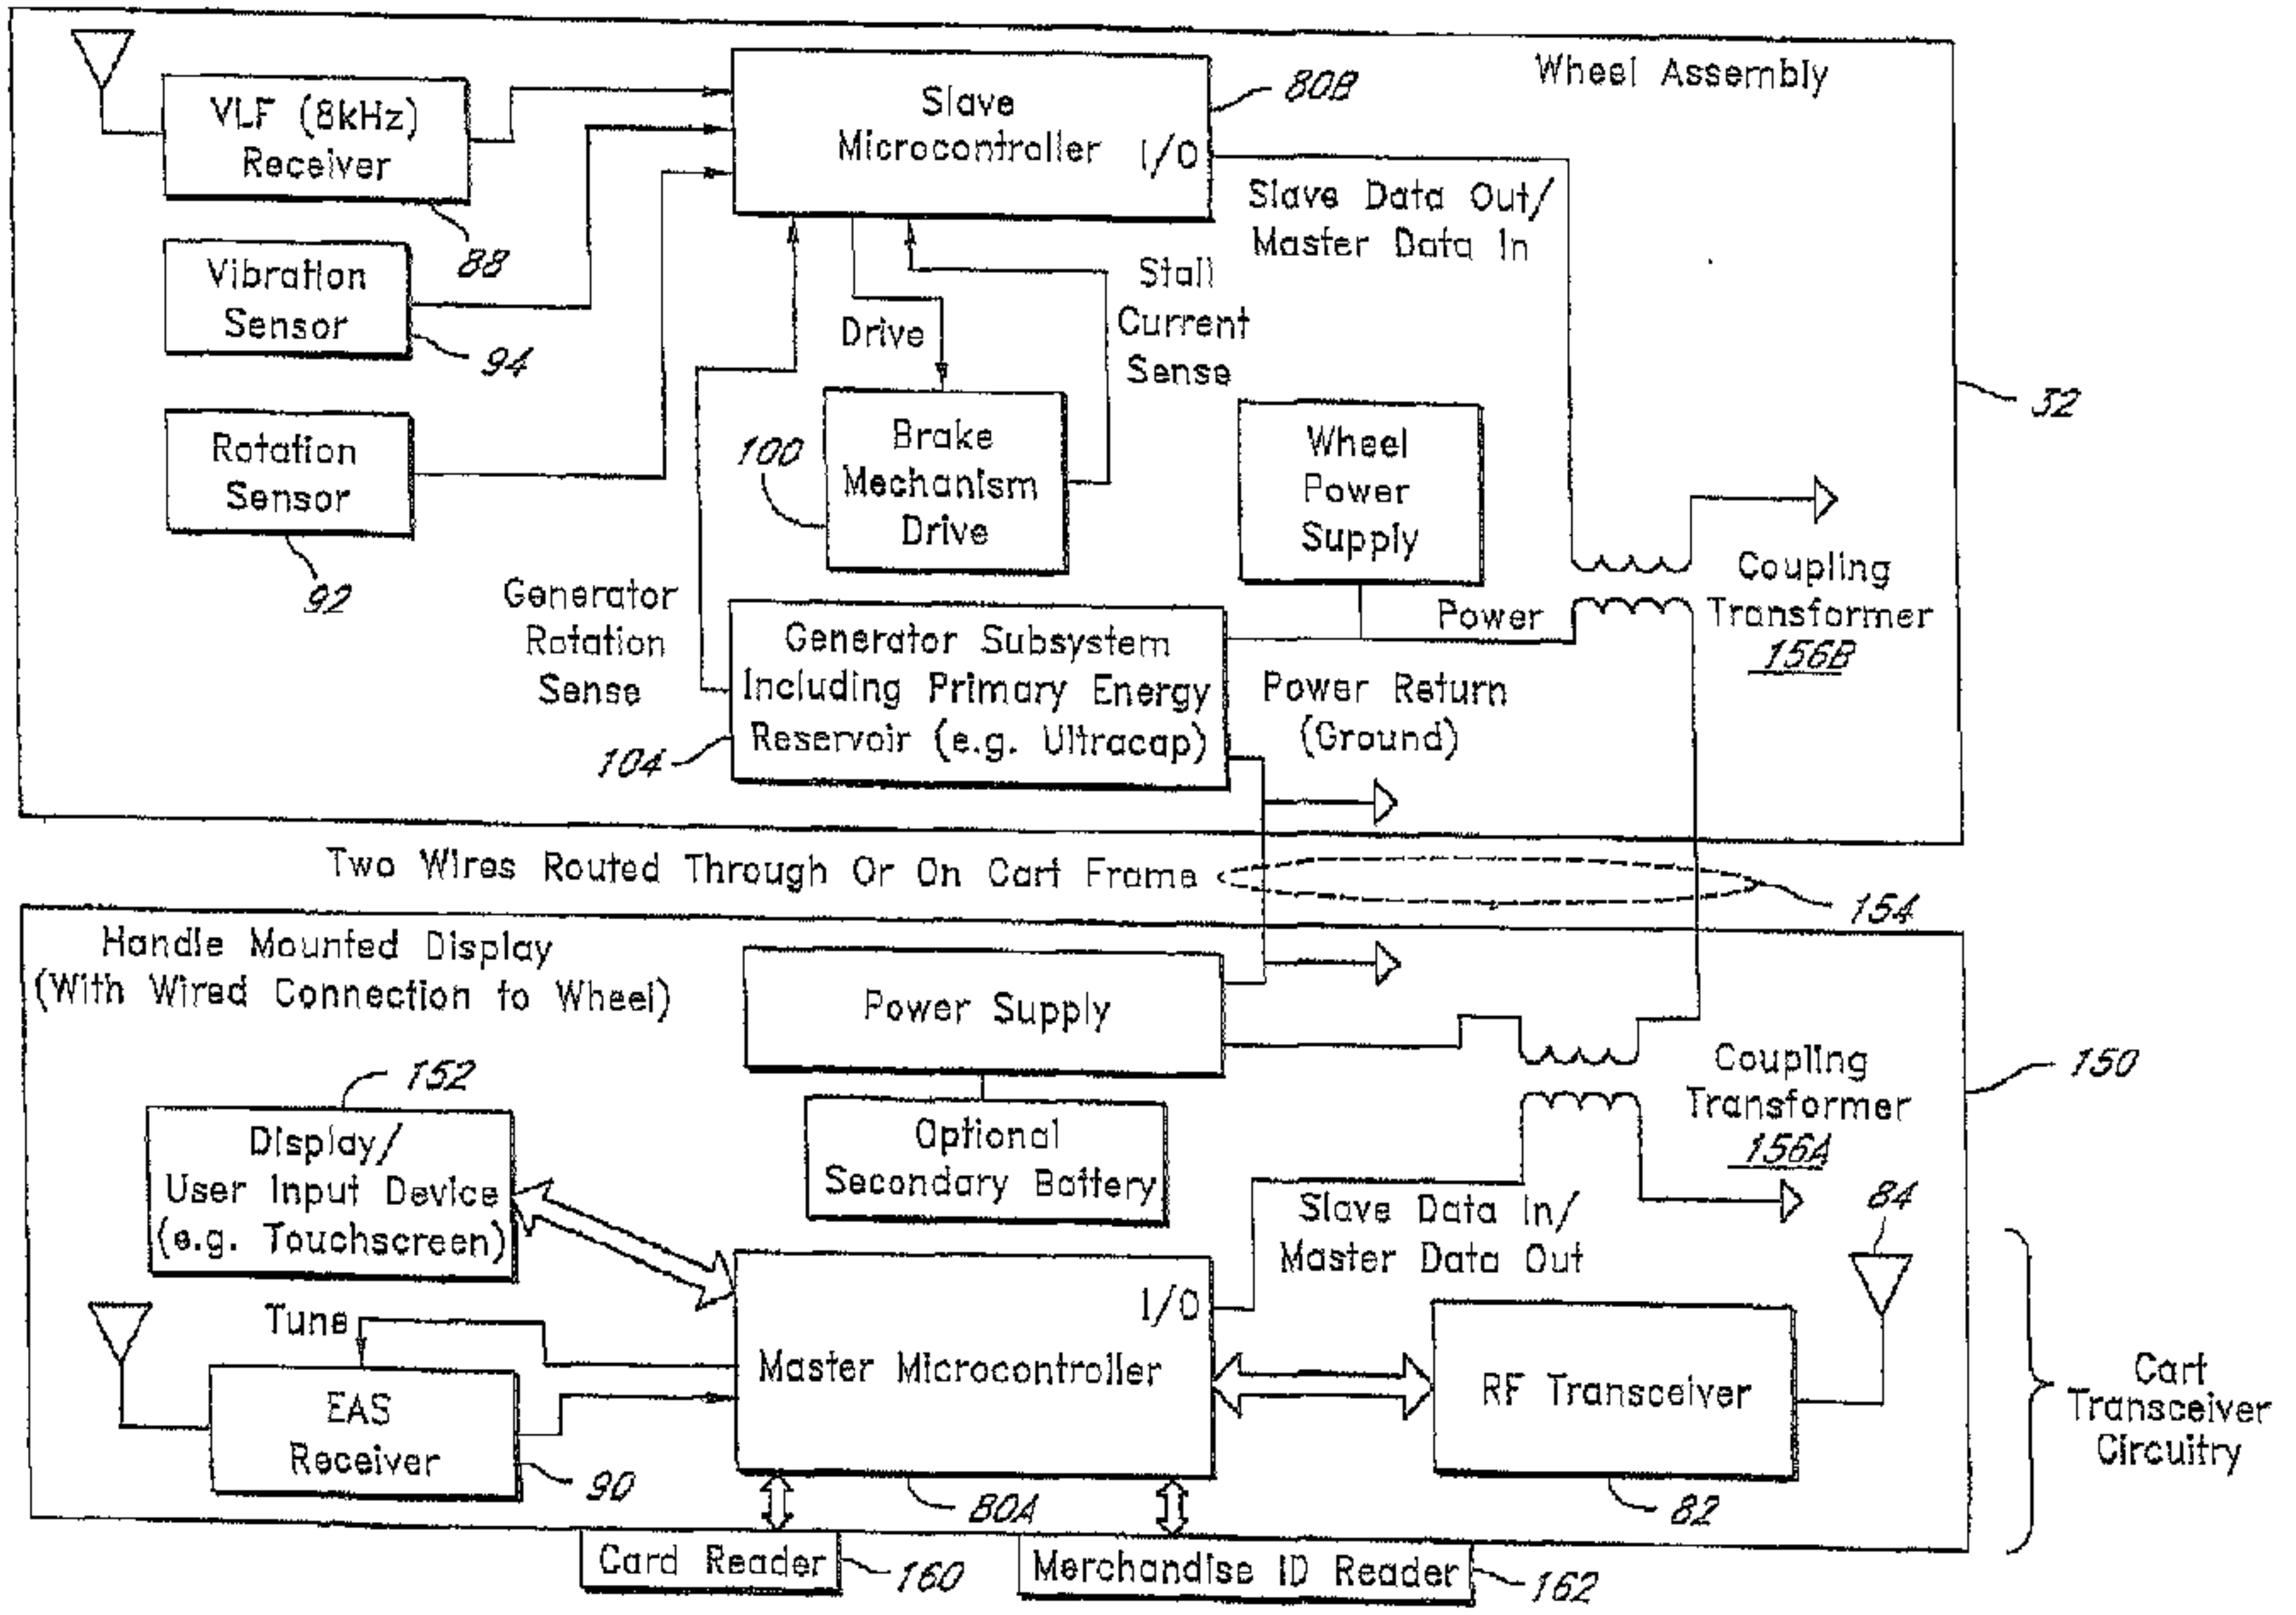 Wheel Assembly
VLF (8kHz)
Receiver
88
Vibration
Sensor
94
Rotation
Sensor
92
Slave
Microcontroller
I/O
80B
Slave Data Out/
Master Data In
Drive
Stall
Current
Sense
Brake
Mechanism
Drive
100
Wheel
Power
Supply
32
Generator
Rotation
Sense
Generator Subsystem
Including Primary Energy
Reservoir (e.g. Ultracap)
104
Power
Power Return
(Ground)
Coupling
Transformer
156B
Two Wires Routed Through Or On Cart Frame
154
Handle Mounted Display
(With Wired Connection to Wheel)
Power Supply
Optional
Secondary Battery
152
Display/
User Input Device
(e.g. Touchscreen)
Coupling
Transformer
156A
150
Slave Data In/
Master Data Out
84
Tune
EAS
Receiver
90
I/O
Master Microcontroller
80A
RF Transceiver
82
Cart
Transceiver
Circuitry
Card Reader
160
Merchandise ID Reader
162